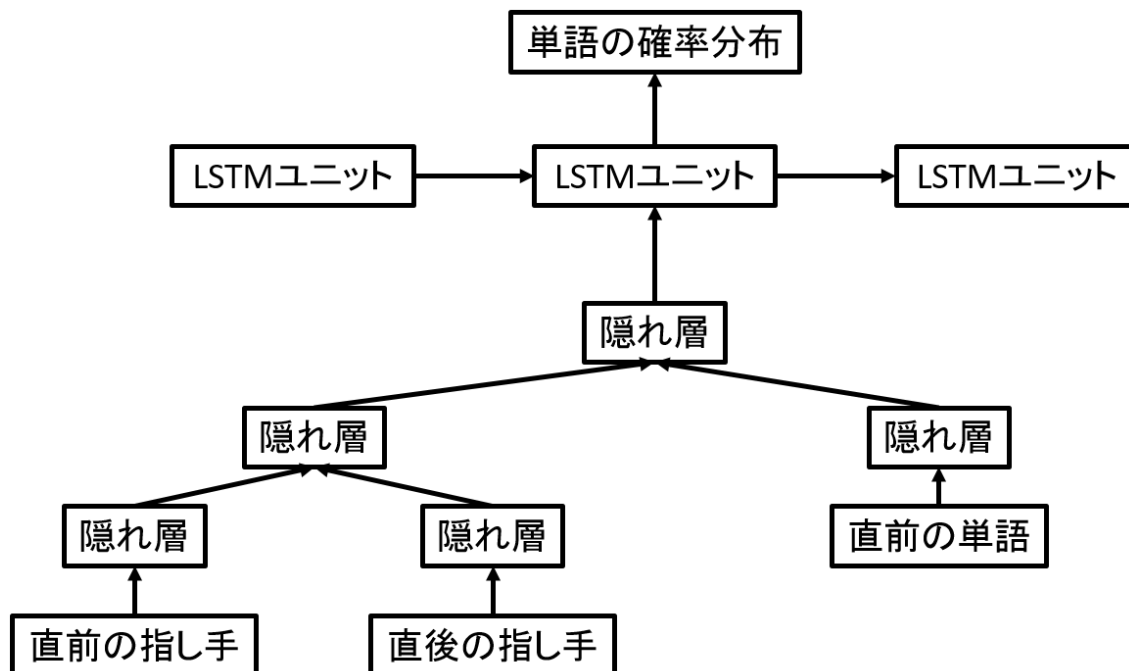 単語の確率分布
LSTMユニット
LSTMユニット
LSTMユニット
隠れ層
隠れ層
隠れ層
隠れ層
隠れ層
直前の単語
直前の指し手
直後の指し手